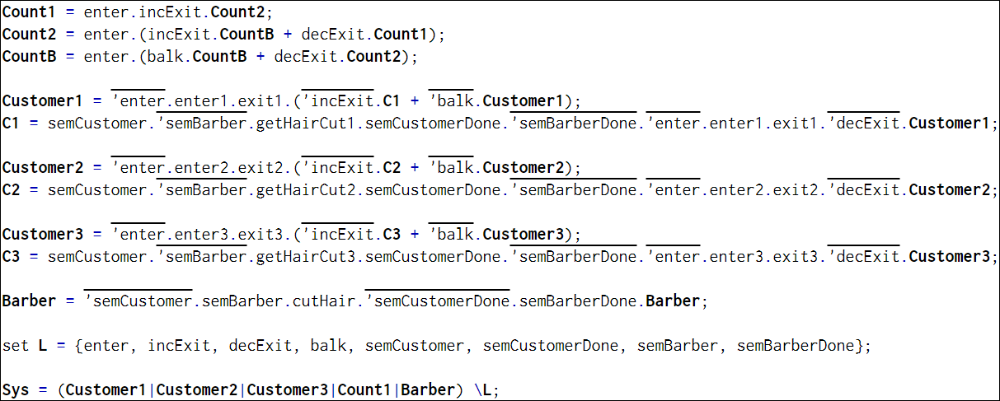 Count1 = enter.incExit.Count2;
Count2 = enter.(incExit.CountB + decExit.Count1);
CountB = enter.(balk.CountB + decExit.Count2);
Customer1 = 'enter.enter1.exit1.('incExit.C1 + 'balk.Customer1);
C1 = semCustomer.'semBarber.getHairCut1.semCustomerDone.'semBarberDone.'enter.enter1.exit1.'decExit.Customer1;
Customer2 = 'enter.enter2.exit2.('incExit.C2 + 'balk.Customer2);
C2 = semCustomer.'semBarber.getHairCut2.semCustomerDone.'semBarberDone.'enter.enter2.exit2.'decExit.Customer2;
Customer3 = 'enter.enter3.exit3.('incExit.C3 + 'balk.Customer3);
C3 = semCustomer.'semBarber.getHairCut3.semCustomerDone.'semBarberDone.'enter.enter3.exit3.'decExit.Customer3;
Barber = 'semCustomer.semBarber.cutHair.'semCustomerDone.semBarberDone.Barber;
set L = {enter, incExit, decExit, balk, semCustomer, semCustomerDone, semBarber, semBarberDone};
Sys = (Customer1|Customer2|Customer3|Count1|Barber) \L;